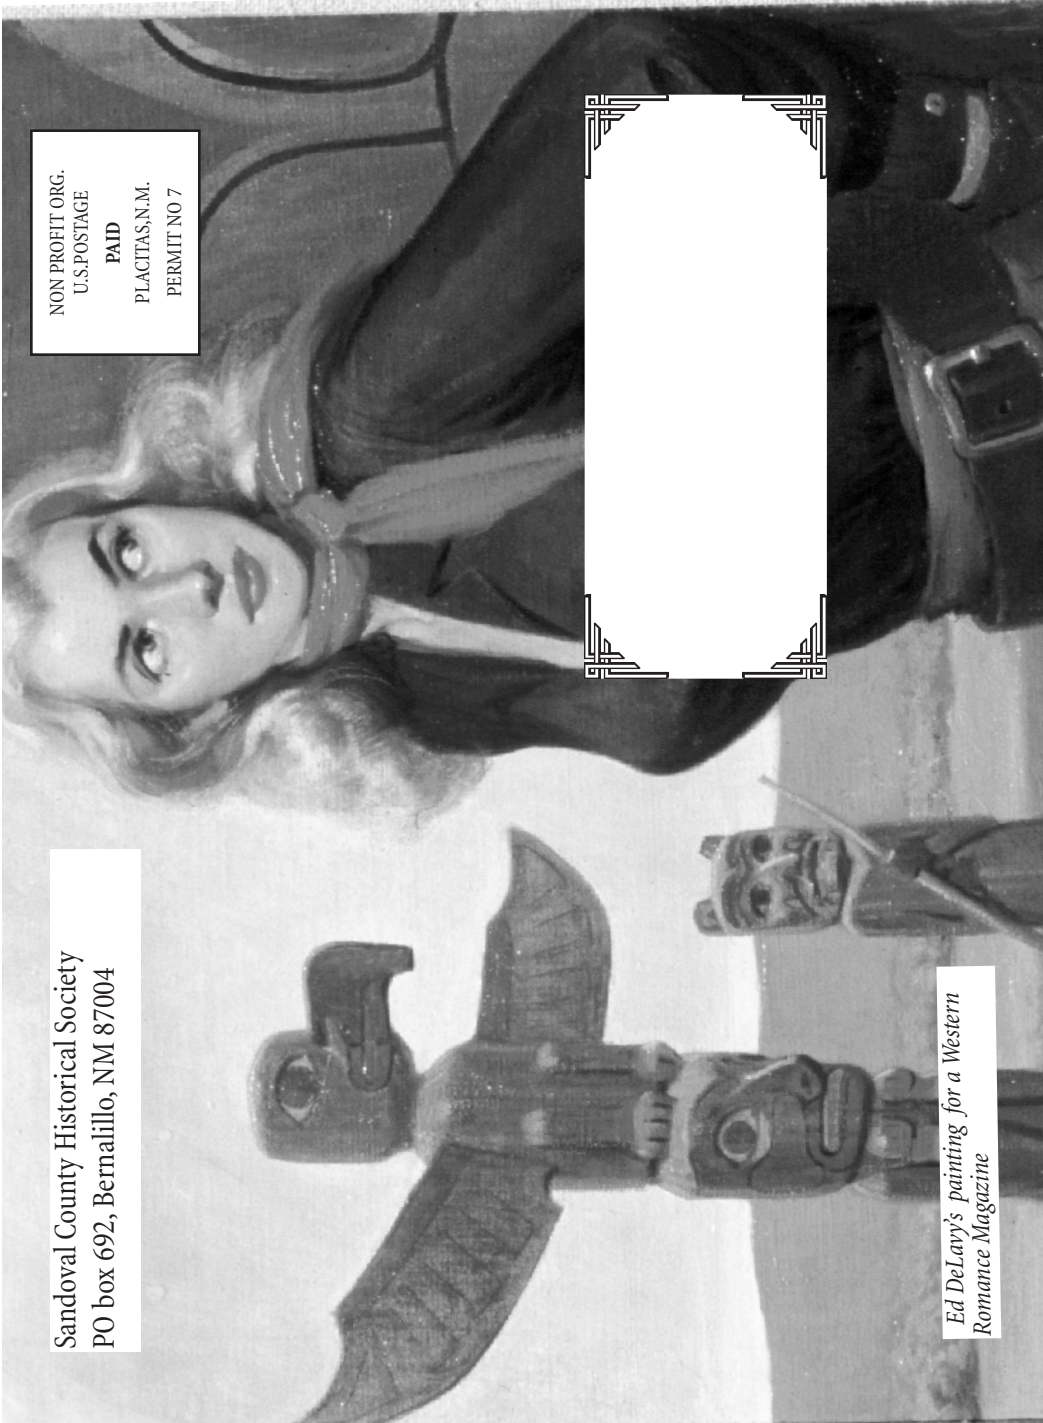 Sandoval County Historical Society
PO box 692, Bernalillo, NM 87004
NON PROFIT ORG.
U.S.POSTAGE
PAID
PLACITAS,N.M.
PERMIT NO 7
Ed DeLavy's painting for a Western
Romance Magazine